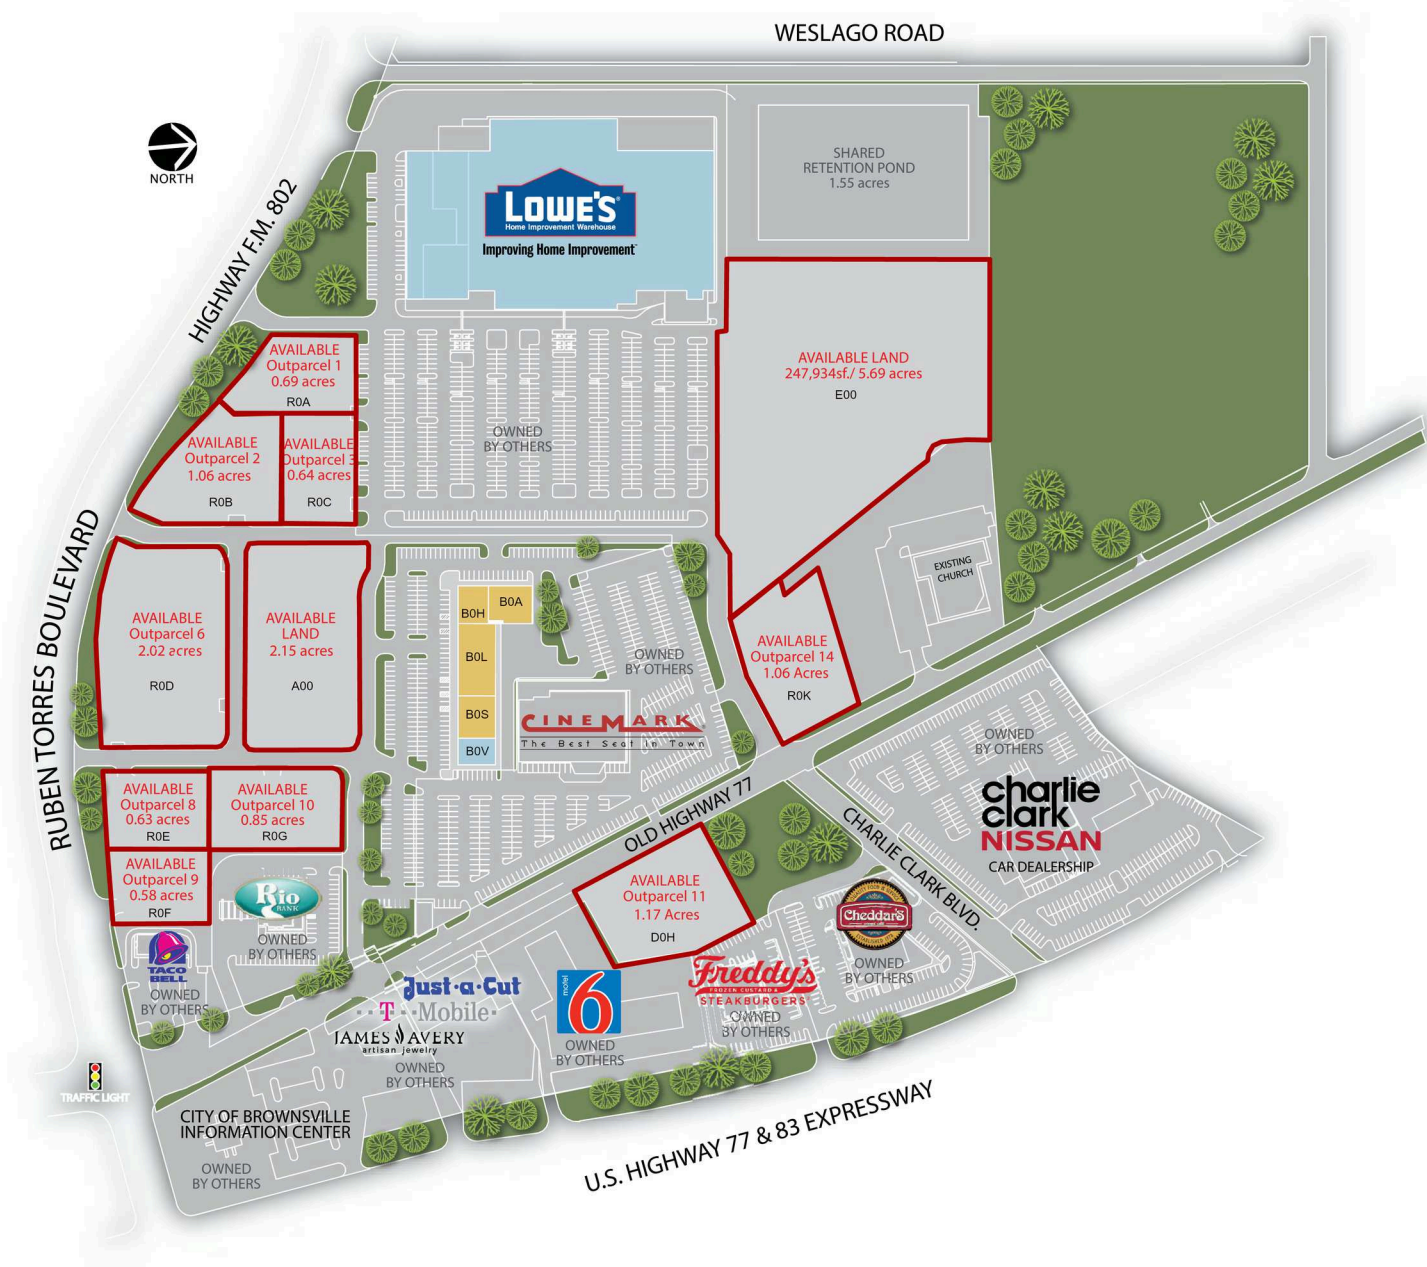 WESLAGO ROAD
NORTH
HIGHWAY F.M. 802
LOWE'S
Home Improvement Warehouse
Improving Home Improvement
SHARED
RETENTION POND
1.55 acres
AVAILABLE
Outparcel 1
0.69 acres
R0A
AVAILABLE LAND
247,934sf./ 5.69 acres
E00
AVAILABLE
Outparcel 2
1.06 acres
R0B
AVAILABLE
Outparcel 3
0.64 acres
R0C
OWNED
BY OTHERS
EXISTING
CHURCH
RUBEN TORRES BOULEVARD
AVAILABLE
Outparcel 6
2.02 acres
R0D
AVAILABLE
LAND
2.15 acres
A00
B0H
B0A
B0L
B0S
B0V
OWNED
BY OTHERS
CINEMARK
The Best Seat In Town
AVAILABLE
Outparcel 14
1.06 Acres
R0K
OWNED
BY OTHERS
charlie
clark
NISSAN
CAR DEALERSHIP
AVAILABLE
Outparcel 8
0.63 acres
R0E
AVAILABLE
Outparcel 10
0.85 acres
R0G
OLD HIGHWAY 77
CHARLIE CLARK BLVD.
AVAILABLE
Outparcel 9
0.58 acres
R0F
Rio
BANK
OWNED
BY OTHERS
AVAILABLE
Outparcel 11
1.17 Acres
D0H
Cheddar's
OWNED
BY OTHERS
TACO
BELL
OWNED
BY OTHERS
Just-a-Cut
T Mobile
JAMES AVERY
artisan jewelry
OWNED
BY OTHERS
motel
6
OWNED
BY OTHERS
Freddy's
FROZEN CUSTARD &
STEAKBURGERS
OWNED
BY OTHERS
TRAFFIC LIGHT
CITY OF BROWNSVILLE
INFORMATION CENTER
OWNED
BY OTHERS
U.S. HIGHWAY 77 & 83 EXPRESSWAY